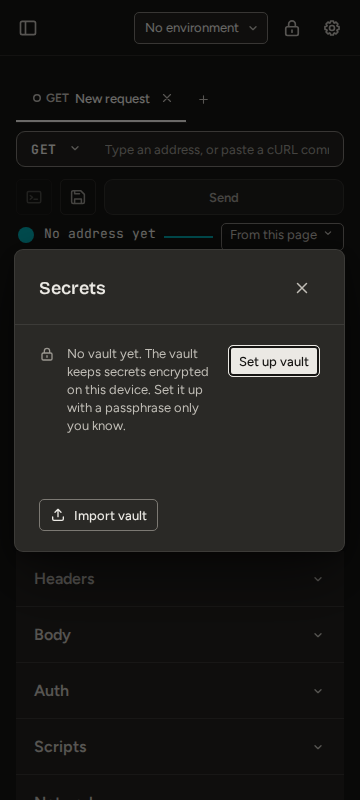 No environment
GET New request
GET Type an address, or paste a cURL com
Send
No address yet
From this page
Secrets
No vault yet. The vault
keeps secrets encrypted
on this device. Set it up
with a passphrase only
you know.
Set up vault
Import vault
Headers
Body
Auth
Scripts